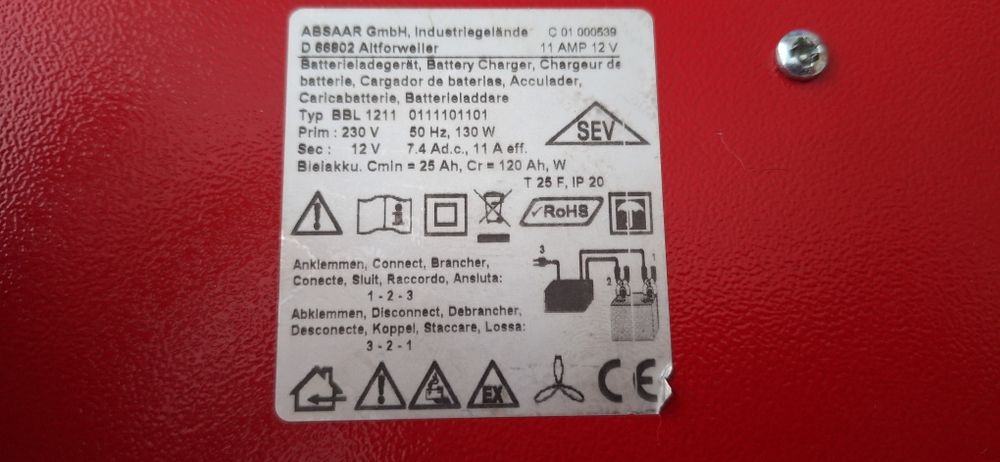 ABSAAR GmbH, Industriegelände C 01 000539
D 66802 Altforweiler 11 AMP 12 V
Batterieladegerät, Battery Charger, Chargeur de
batterie, Cargador de baterias, Acculader,
Caricabatterie, Batterieladdare
Typ BBL 1211 0111101101
Prim : 230 V 50 Hz, 130 W
Sec : 12 V 7.4 Ad.c., 11 A eff.
Bleiakku. Cmin = 25 Ah, Cr = 120 Ah, W
T 25 F, IP 20
SEV
i
✓RoHS
Anklemmen, Connect, Brancher,
Conecte, Sluit, Raccordo, Ansluta:
1 - 2 - 3
3
1
2
Abklemmen, Disconnect, Debrancher,
Desconecte, Koppel, Staccare, Lossa:
3 - 2 - 1
EX
CE